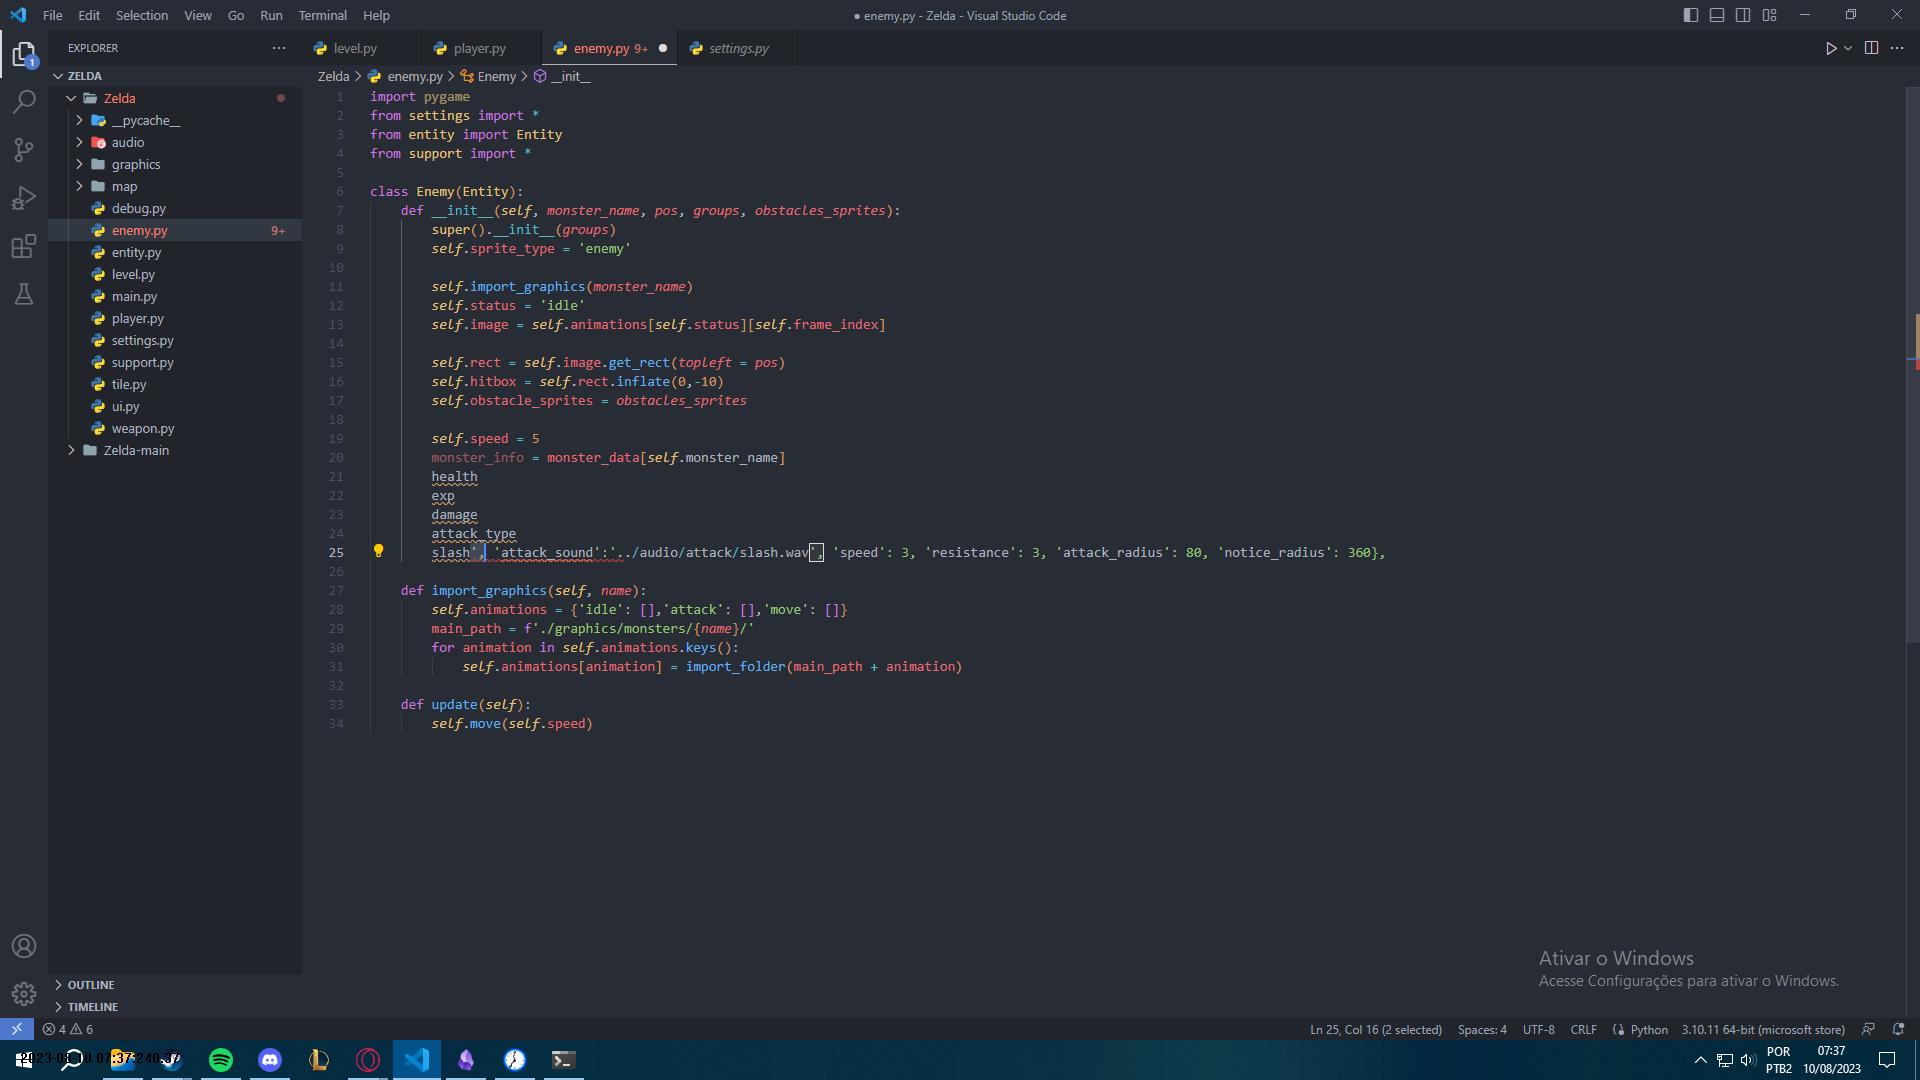 File Edit Selection View Go Run Terminal Help
● enemy.py - Zelda - Visual Studio Code
EXPLORER
level.py
player.py
enemy.py 9+
settings.py
1
ZELDA
Zelda > enemy.py > Enemy > __init__
Zelda
__pycache__
audio
graphics
map
debug.py
enemy.py 9+
entity.py
level.py
main.py
player.py
settings.py
support.py
tile.py
ui.py
weapon.py
Zelda-main
1 import pygame
2 from settings import *
3 from entity import Entity
4 from support import *
5
6 class Enemy(Entity):
7 def __init__(self, monster_name, pos, groups, obstacles_sprites):
8 super().__init__(groups)
9 self.sprite_type = 'enemy'
10
11 self.import_graphics(monster_name)
12 self.status = 'idle'
13 self.image = self.animations[self.status][self.frame_index]
14
15 self.rect = self.image.get_rect(topleft = pos)
16 self.hitbox = self.rect.inflate(0,-10)
17 self.obstacle_sprites = obstacles_sprites
18
19 self.speed = 5
20 monster_info = monster_data[self.monster_name]
21 health
22 exp
23 damage
24 attack_type
25 slash', 'attack_sound':'../audio/attack/slash.wav', 'speed': 3, 'resistance': 3, 'attack_radius': 80, 'notice_radius': 360},
26
27 def import_graphics(self, name):
28 self.animations = {'idle': [],'attack': [],'move': []}
29 main_path = f'./graphics/monsters/{name}/'
30 for animation in self.animations.keys():
31 self.animations[animation] = import_folder(main_path + animation)
32
33 def update(self):
34 self.move(self.speed)
Ativar o Windows
Acesse Configurações para ativar o Windows.
OUTLINE
TIMELINE
4 6
Ln 25, Col 16 (2 selected) Spaces: 4 UTF-8 CRLF Python 3.10.11 64-bit (microsoft store)
POR
PTB2
07:37
10/08/2023